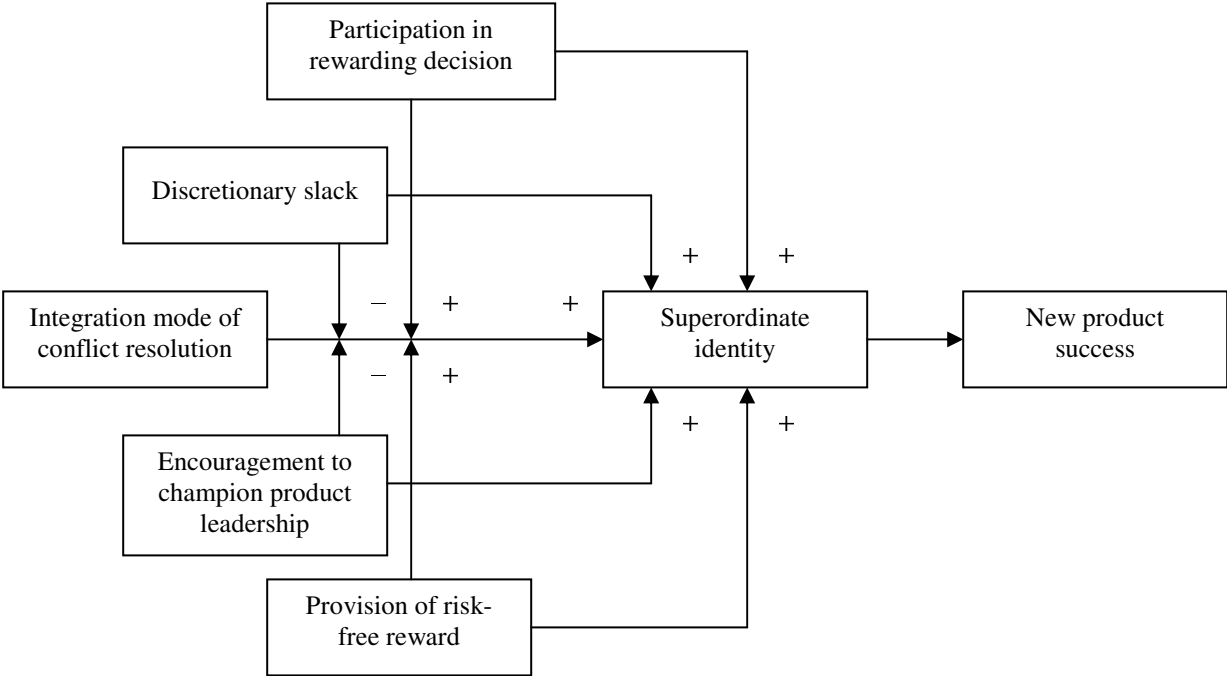 Participation in
rewarding decision
Discretionary slack
+ +
− + +
Integration mode of
conflict resolution
Superordinate
identity
New product
success
− +
+ +
Encouragement to
champion product
leadership
Provision of risk-
free reward